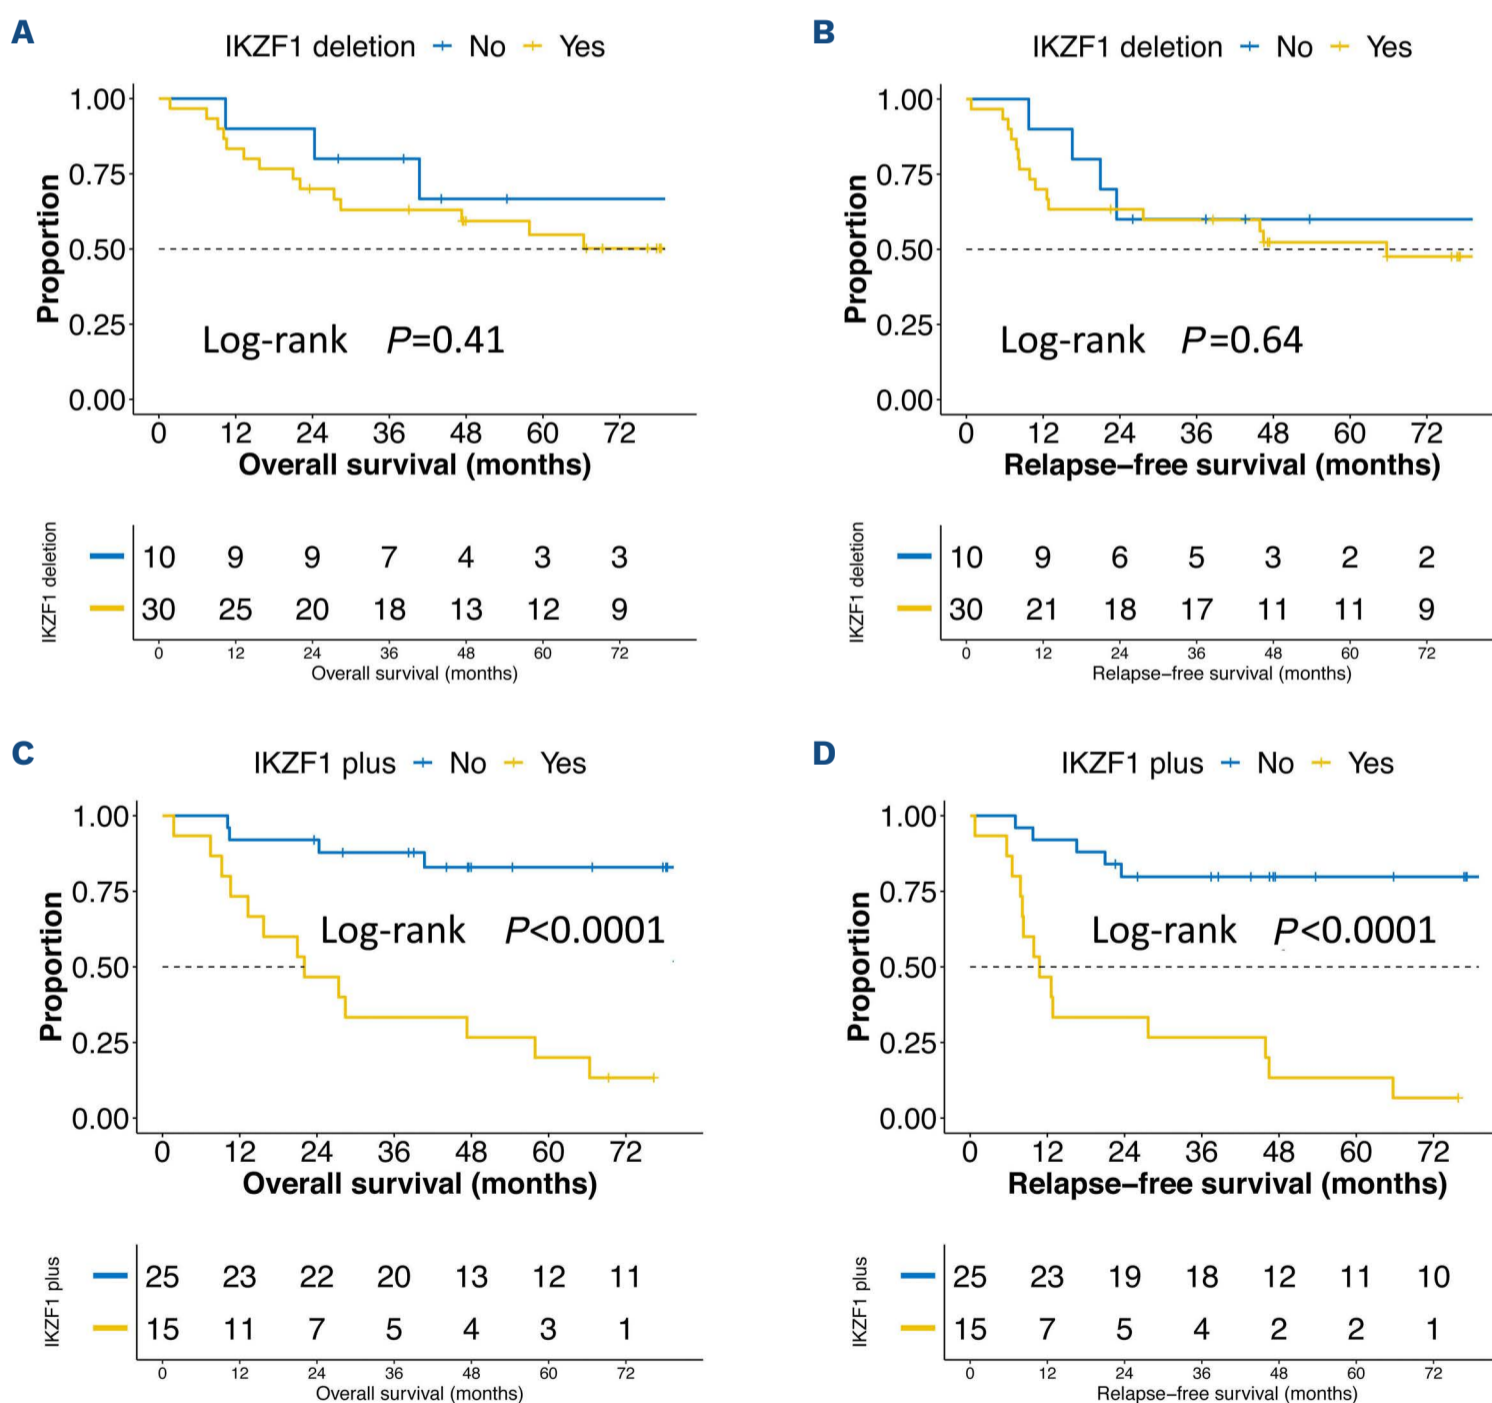 A
IKZF1 deletion No Yes
1.00
0.75
0.50
0.25
0.00
Proportion
Log-rank P=0.41
0 12 24 36 48 60 72
Overall survival (months)
IKZF1 deletion
10 9 9 7 4 3 3
30 25 20 18 13 12 9
0 12 24 36 48 60 72
Overall survival (months)
B
IKZF1 deletion No Yes
1.00
0.75
0.50
0.25
0.00
Proportion
Log-rank P=0.64
0 12 24 36 48 60 72
Relapse–free survival (months)
IKZF1 deletion
10 9 6 5 3 2 2
30 21 18 17 11 11 9
0 12 24 36 48 60 72
Relapse–free survival (months)
C
IKZF1 plus No Yes
1.00
0.75
0.50
0.25
0.00
Proportion
Log-rank P<0.0001
0 12 24 36 48 60 72
Overall survival (months)
IKZF1 plus
25 23 22 20 13 12 11
15 11 7 5 4 3 1
0 12 24 36 48 60 72
Overall survival (months)
D
IKZF1 plus No Yes
1.00
0.75
0.50
0.25
0.00
Proportion
Log-rank P<0.0001
0 12 24 36 48 60 72
Relapse–free survival (months)
IKZF1 plus
25 23 19 18 12 11 10
15 7 5 4 2 2 1
0 12 24 36 48 60 72
Relapse–free survival (months)